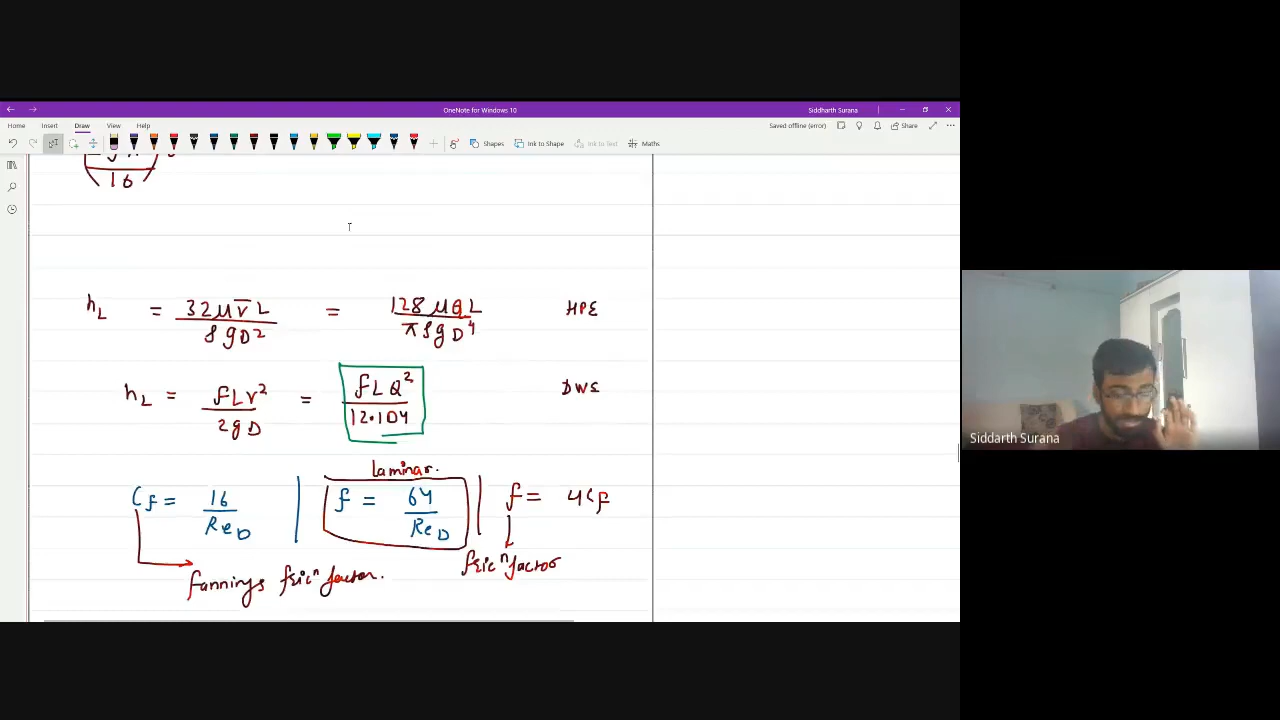 OneNote for Windows 10
Siddharth Surana
Home Insert Draw View Help
Saved offline (error) Share
Shapes Ink to Shape Ink to Text Maths
16
hL = 32μV̄L / ρgD² = 128μQL / πρgD⁴ HPE
hL = fLV² / 2gD = fLQ² / 12.1D⁴ DWE
laminar.
Cf = 16 / ReD | f = 64 / ReD | f = 4Cf
fannings fricⁿ factor. fricⁿ factor
Siddarth Surana